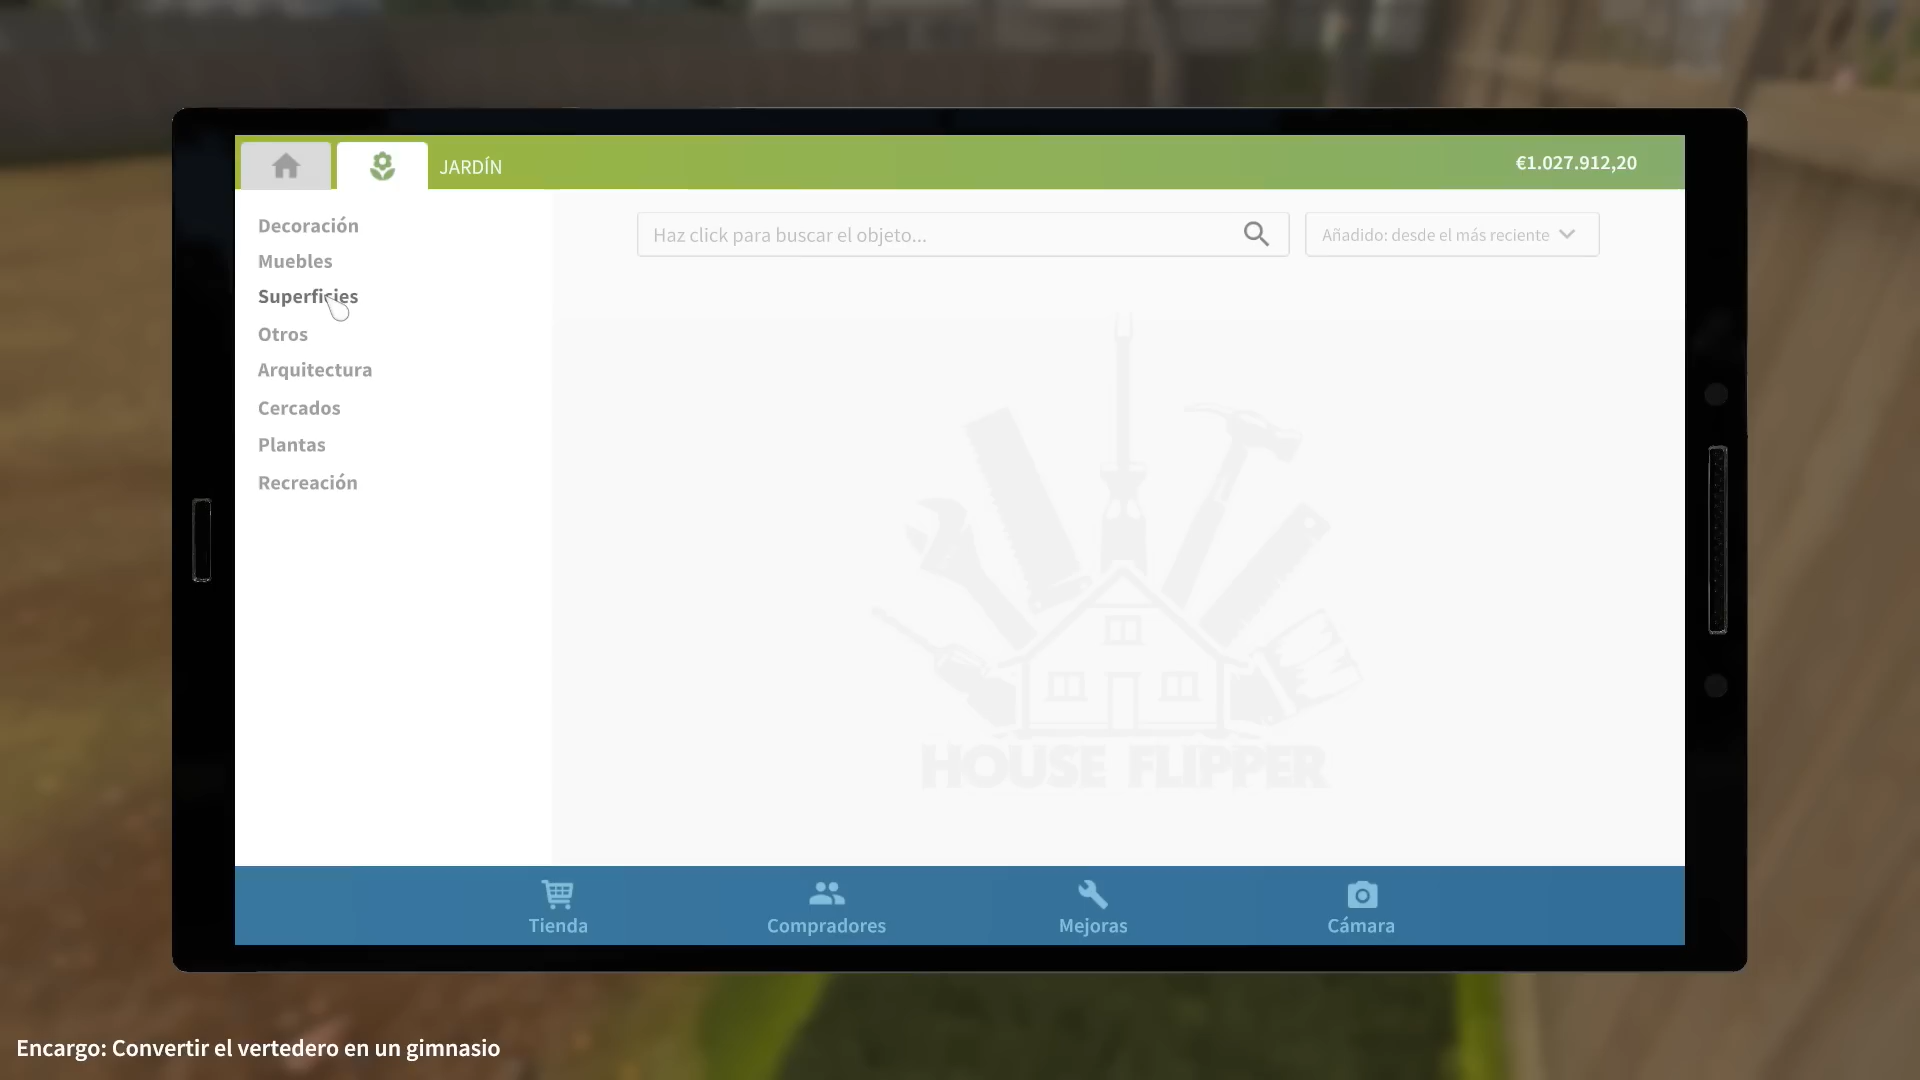 JARDÍN
€1.027.912,20
Decoración
Muebles
Superficies
Otros
Arquitectura
Cercados
Plantas
Recreación
Haz click para buscar el objeto...
Añadido: desde el más reciente
HOUSE FLIPPER
Tienda
Compradores
Mejoras
Cámara
Encargo: Convertir el vertedero en un gimnasio